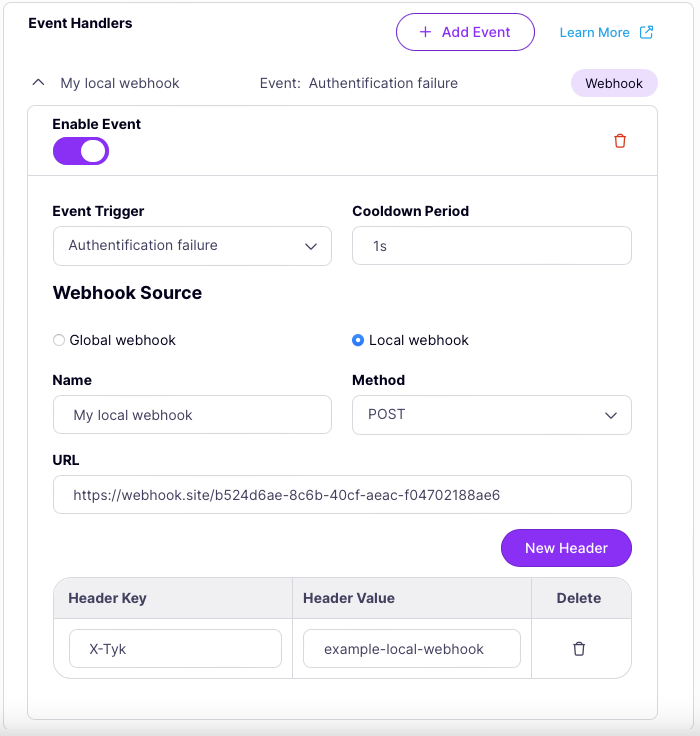 Event Handlers
+ Add Event
Learn More
My local webhook
Event: Authentification failure
Webhook
Enable Event
Event Trigger
Cooldown Period
Authentification failure
1s
Webhook Source
Global webhook
Local webhook
Name
Method
My local webhook
POST
URL
https://webhook.site/b524d6ae-8c6b-40cf-aeac-f04702188ae6
New Header
Header Key
Header Value
Delete
X-Tyk
example-local-webhook